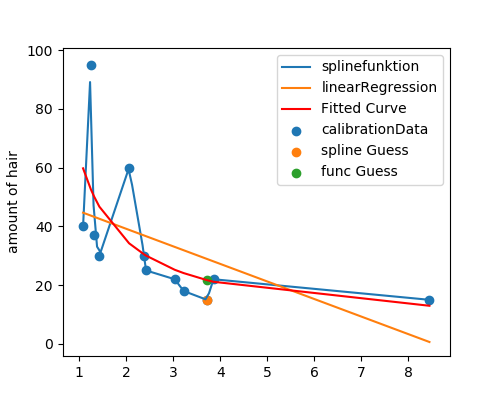 100
80
60
40
20
0
amount of hair
splinefunktion
linearRegression
Fitted Curve
calibrationData
spline Guess
func Guess
1 2 3 4 5 6 7 8